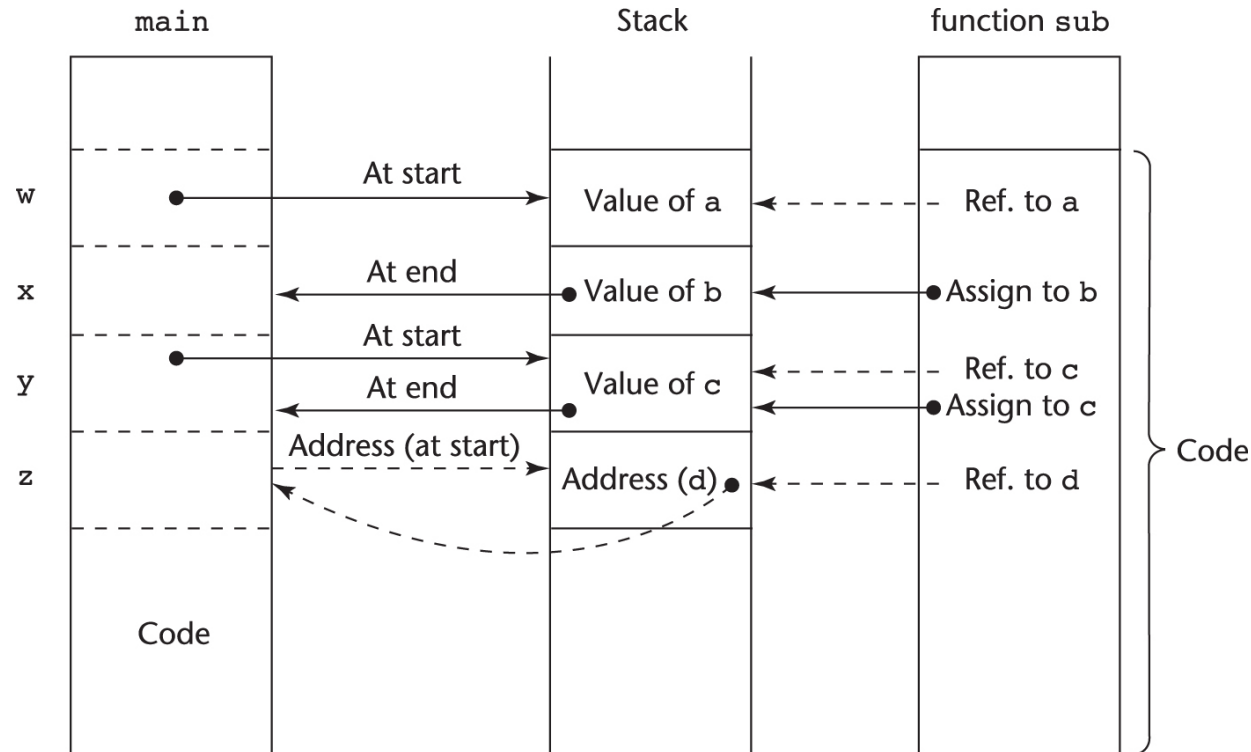 main
Stack
function sub
w
At start
Value of a
Ref. to a
x
At end
Value of b
Assign to b
y
At start
At end
Value of c
Ref. to c
Assign to c
z
Address (at start)
Address (d)
Ref. to d
Code
Code